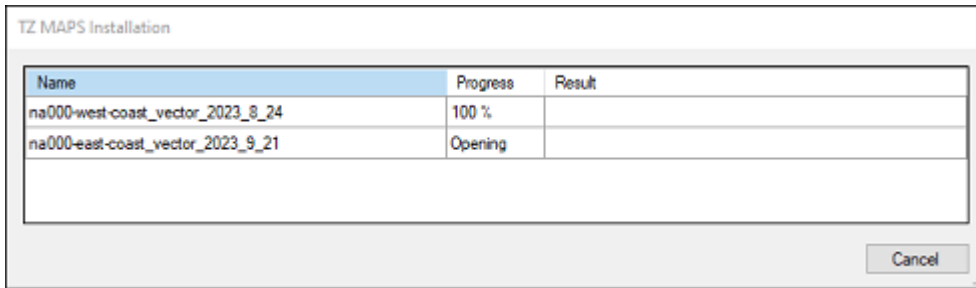 TZ MAPS Installation
Name Progress Result
na000-west-coast_vector_2023_8_24 100 %
na000-east-coast_vector_2023_9_21 Opening
Cancel